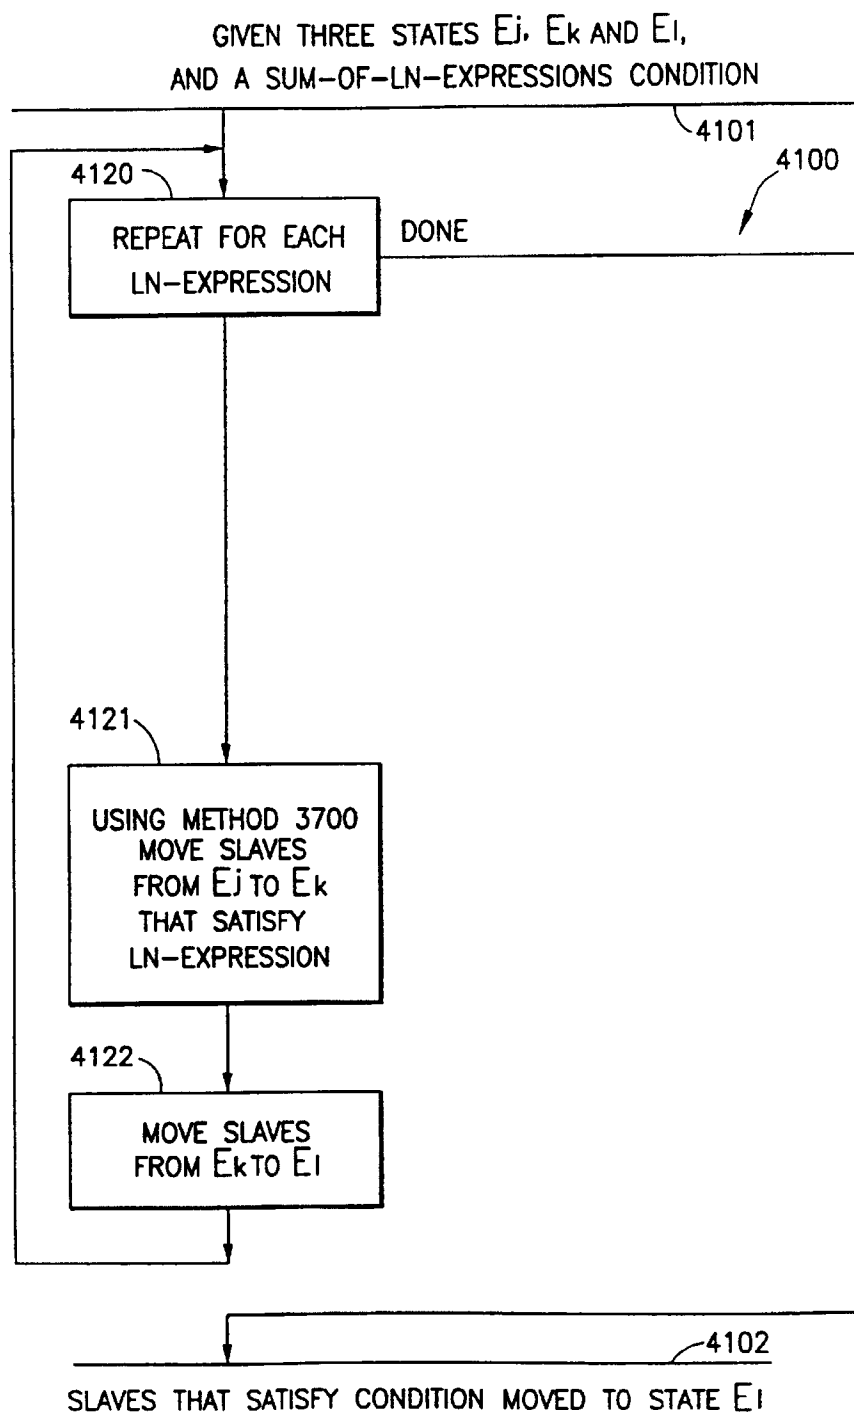 GIVEN THREE STATES Ej, Ek AND El,
AND A SUM-OF-LN-EXPRESSIONS CONDITION
4101
4100
4120
REPEAT FOR EACH
LN-EXPRESSION
DONE
4121
USING METHOD 3700
MOVE SLAVES
FROM Ej TO Ek
THAT SATISFY
LN-EXPRESSION
4122
MOVE SLAVES
FROM Ek TO El
4102
SLAVES THAT SATISFY CONDITION MOVED TO STATE El